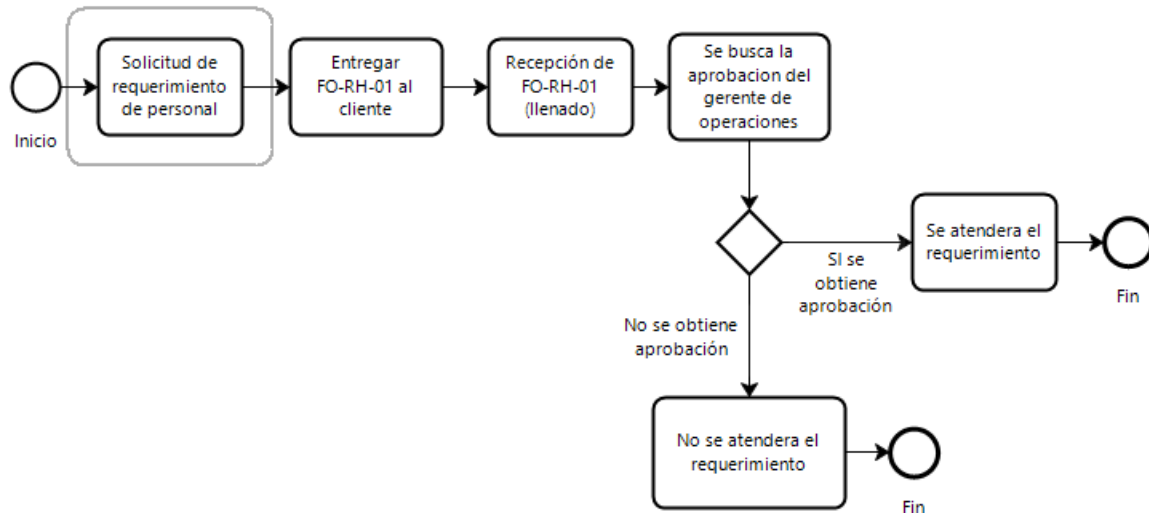 Solicitud de
requerimiento
de personal
Entregar
FO-RH-01 al
cliente
Recepción de
FO-RH-01
(llenado)
Se busca la
aprobacion del
gerente de
operaciones
Inicio
Se atendera el
requerimiento
SI se
obtiene
aprobación
Fin
No se obtiene
aprobación
No se atendera el
requerimiento
Fin